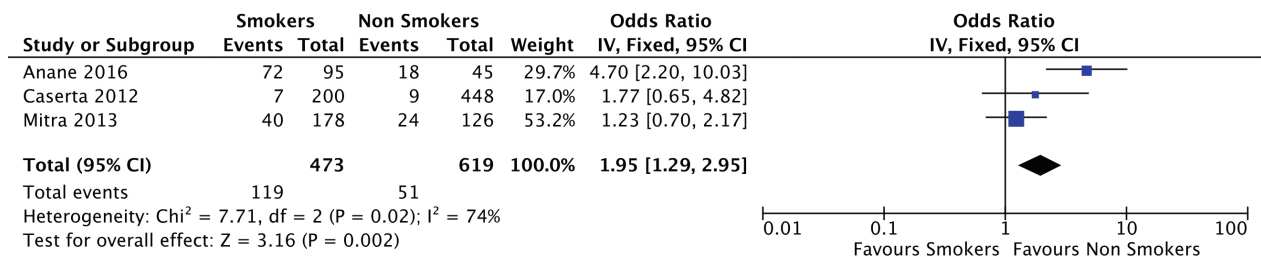 Smokers Non Smokers Odds Ratio Odds Ratio
Study or Subgroup Events Total Events Total Weight IV, Fixed, 95% CI IV, Fixed, 95% CI
Anane 2016 72 95 18 45 29.7% 4.70 [2.20, 10.03]
Caserta 2012 7 200 9 448 17.0% 1.77 [0.65, 4.82]
Mitra 2013 40 178 24 126 53.2% 1.23 [0.70, 2.17]
Total (95% CI) 473 619 100.0% 1.95 [1.29, 2.95]
Total events 119 51
Heterogeneity: Chi² = 7.71, df = 2 (P = 0.02); I² = 74%
Test for overall effect: Z = 3.16 (P = 0.002)
0.01 0.1 1 10 100
Favours Smokers Favours Non Smokers